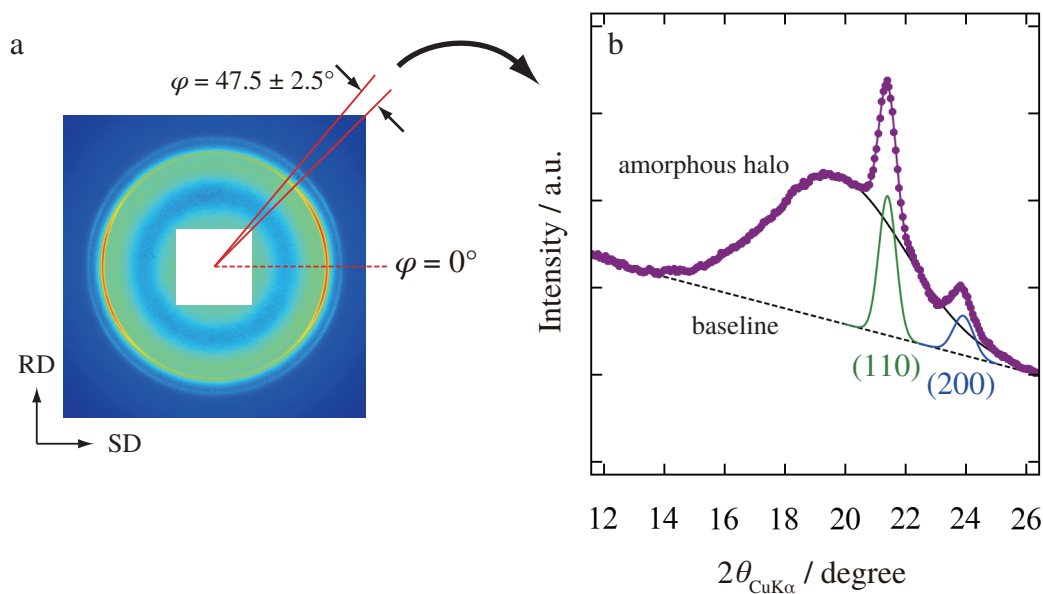 a
φ = 47.5 ± 2.5°
φ = 0°
RD
SD
b
amorphous halo
baseline
(110)
(200)
Intensity / a.u.
12 14 16 18 20 22 24 26
2θCuKα / degree